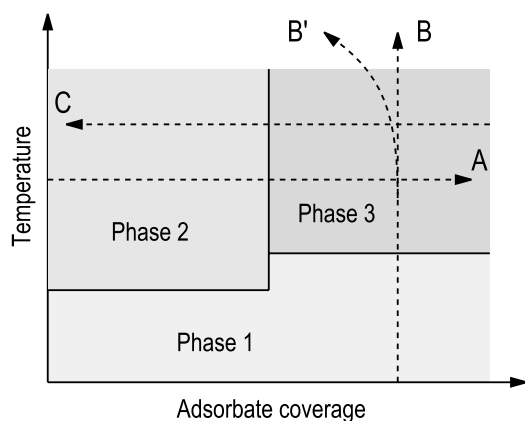 B' B
C
A
Phase 3
Phase 2
Phase 1
Temperature
Adsorbate coverage